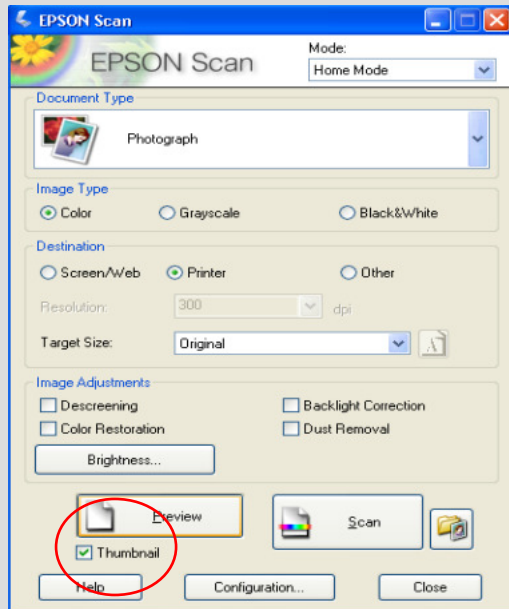 EPSON Scan
EPSON Scan
Mode:
Home Mode
Document Type
Photograph
Image Type
Color Grayscale Black&White
Destination
Screen/Web Printer Other
Resolution: 300 dpi
Target Size: Original
Image Adjustments
Descreening Backlight Correction
Color Restoration Dust Removal
Brightness...
Preview Scan
Thumbnail
Help Configuration... Close